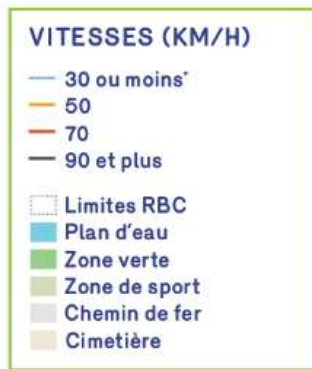 VITESSES (KM/H)
30 ou moins*
50
70
90 et plus
Limites RBC
Plan d'eau
Zone verte
Zone de sport
Chemin de fer
Cimetière